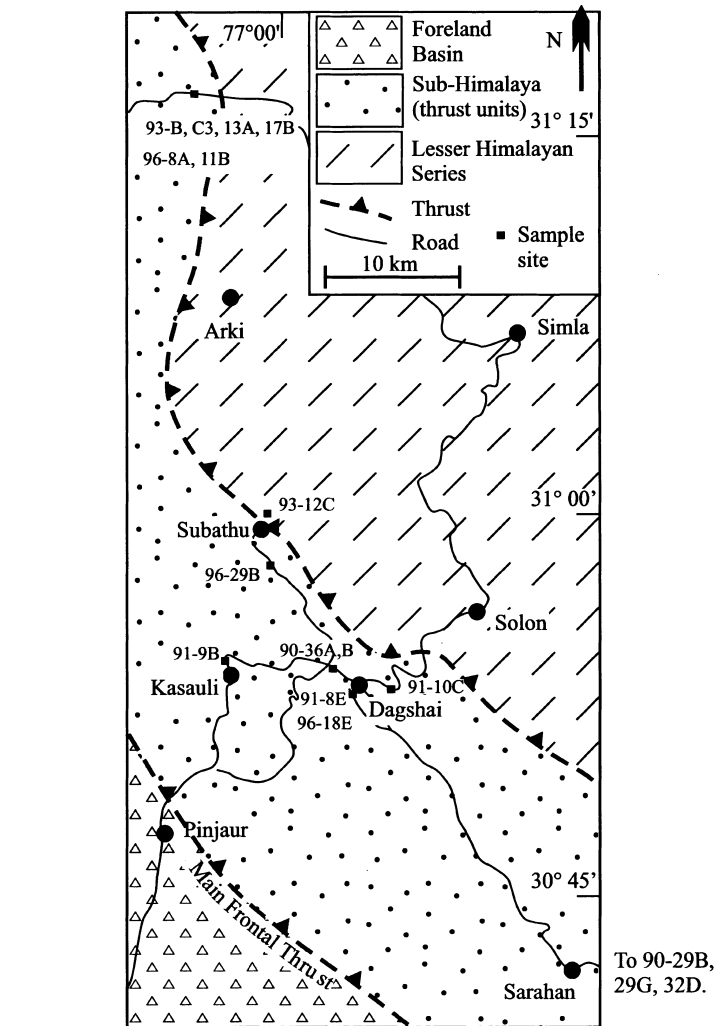 77°00'
Foreland
Basin
N
Sub-Himalaya
(thrust units)
31° 15'
93-B, C3, 13A, 17B
96-8A, 11B
Lesser Himalayan
Series
Thrust
Road
Sample
site
10 km
Arki
Simla
93-12C
31° 00'
Subathu
96-29B
Solon
91-9B
90-36A,B
Kasauli
91-10C
91-8E
Dagshai
96-18E
Pinjaur
Main Frontal Thrust
30° 45'
To 90-29B,
29G, 32D.
Sarahan